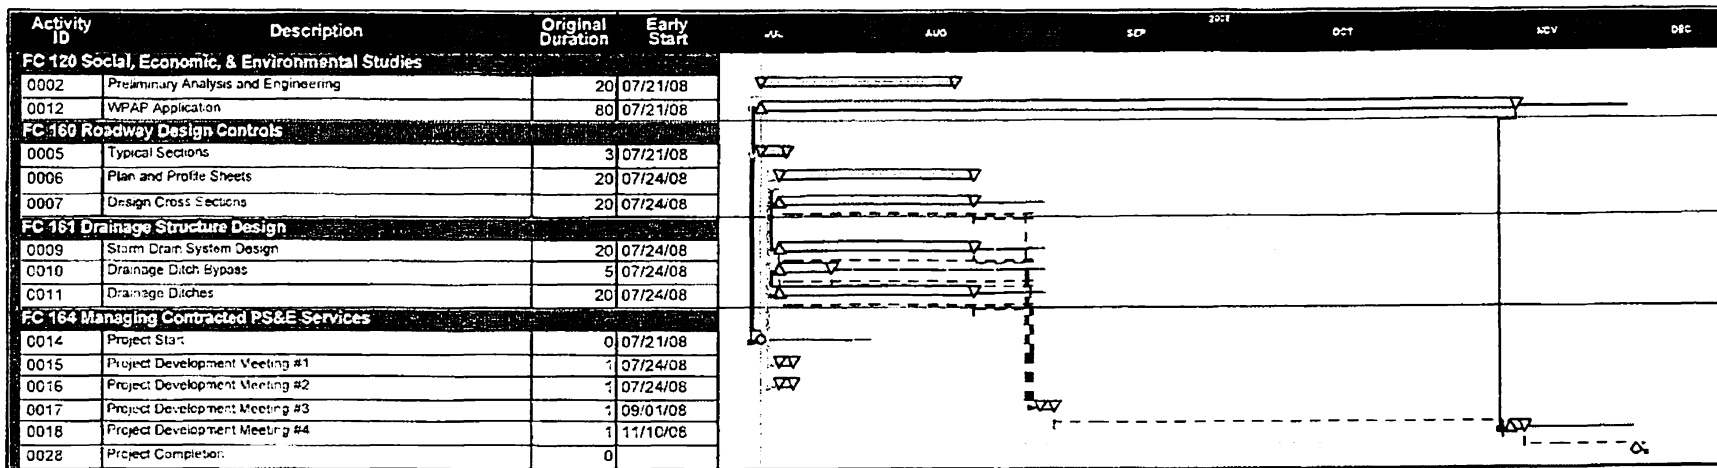 Activity ID Description Original Duration Early Start 2008 JUL AUG SEP OCT NOV DEC
FC 120 Social, Economic, & Environmental Studies
0002 Preliminary Analysis and Engineering 20 07/21/08
0012 WPAP Application 80 07/21/08
FC 160 Roadway Design Controls
0005 Typical Sections 3 07/21/08
0006 Plan and Profile Sheets 20 07/24/08
0007 Design Cross Sections 20 07/24/08
FC 161 Drainage Structure Design
0009 Storm Drain System Design 20 07/24/08
0010 Drainage Ditch Bypass 5 07/24/08
0011 Drainage Ditches 20 07/24/08
FC 164 Managing Contracted PS&E Services
0014 Project Start 0 07/21/08
0015 Project Development Meeting #1 1 07/24/08
0016 Project Development Meeting #2 1 07/24/08
0017 Project Development Meeting #3 1 09/01/08
0018 Project Development Meeting #4 1 11/10/08
0028 Project Completion 0